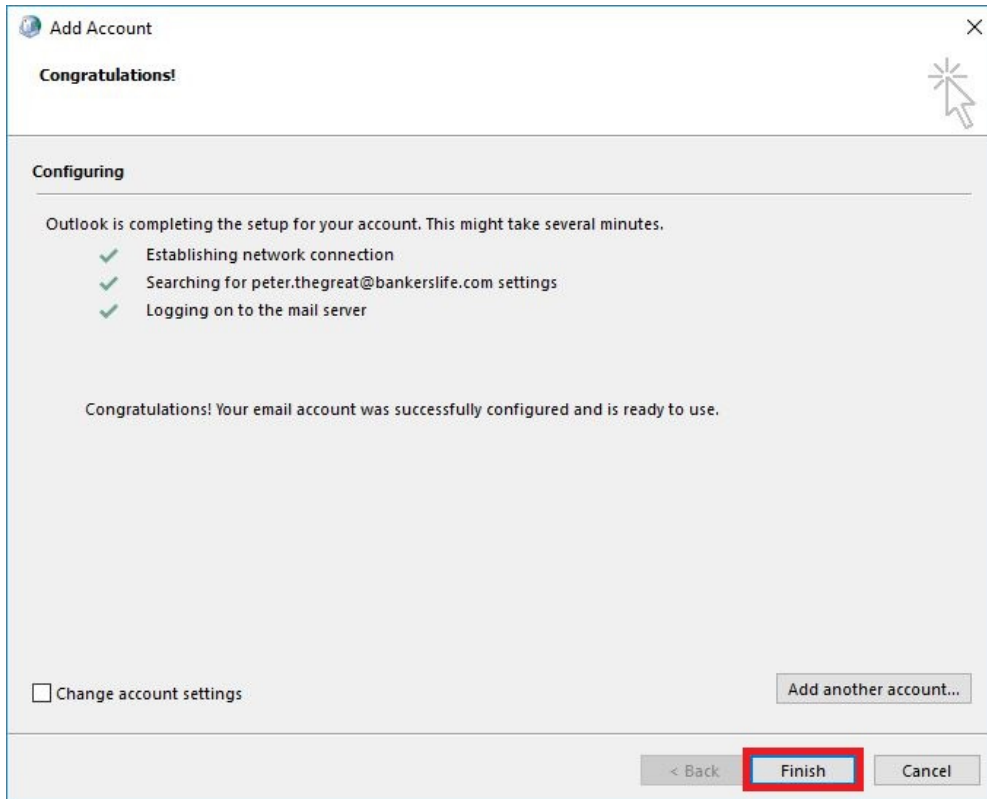 Add Account
Congratulations!
Configuring
Outlook is completing the setup for your account. This might take several minutes.
Establishing network connection
Searching for peter.thegreat@bankerslife.com settings
Logging on to the mail server
Congratulations! Your email account was successfully configured and is ready to use.
Change account settings
Add another account...
< Back
Finish
Cancel